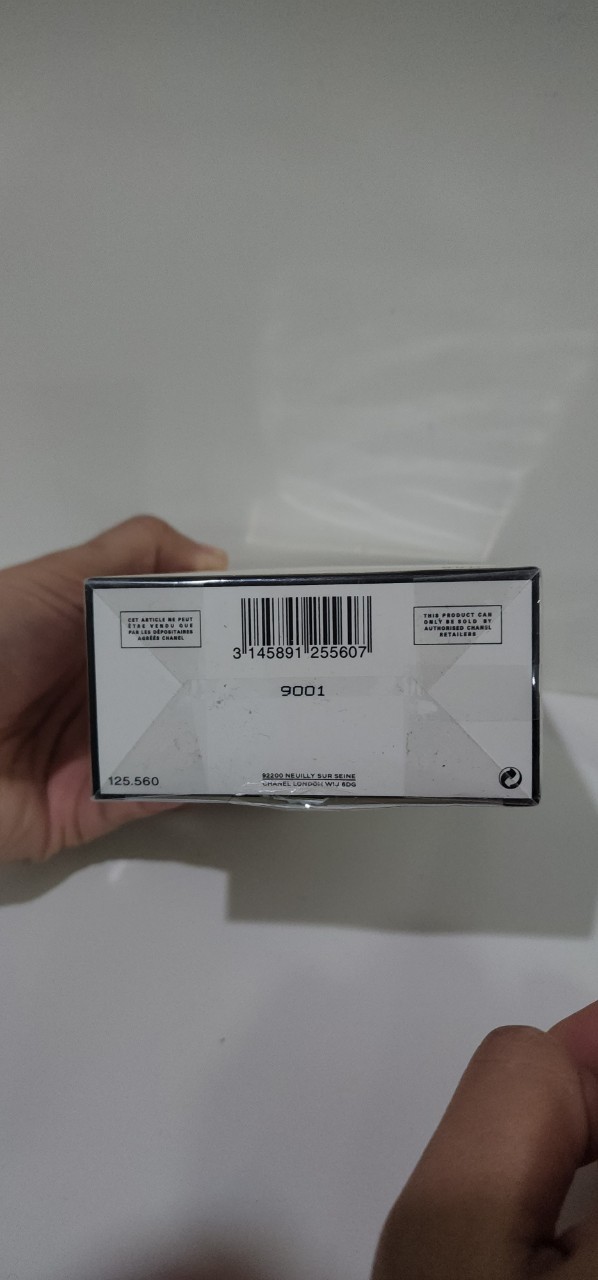 CET ARTICLE NE PEUT
ÊTRE VENDU QUE
PAR LES DÉPOSITAIRES
AGRÉÉS CHANEL
3 145891 255607
THIS PRODUCT CAN
ONLY BE SOLD BY
AUTHORISED CHANEL
RETAILERS
9001
125.560
92200 NEUILLY SUR SEINE
CHANEL LONDON W1J 6DG